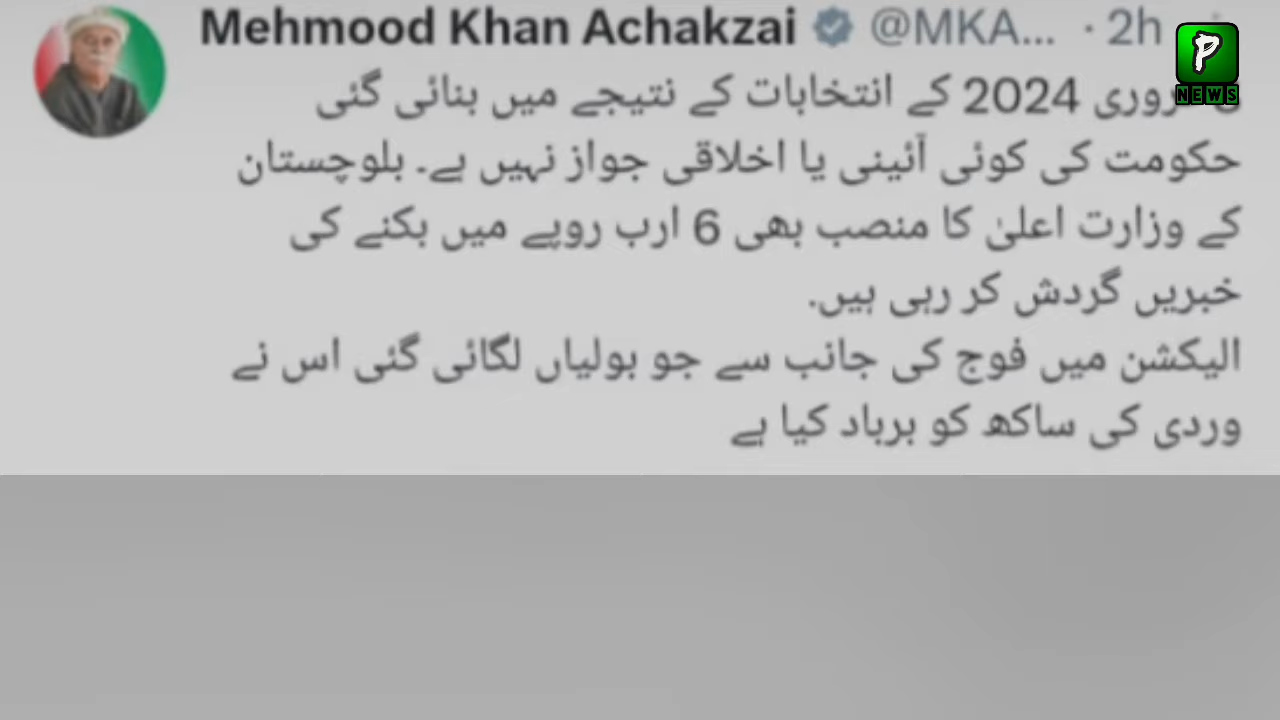 Mehmood Khan Achakzai @MKA... · 2h
P
NEWS
2024 کے انتخابات کے نتیجے میں بنائی گئی
حکومت کی کوئی آئینی یا اخلاقی جواز نہیں ہے۔ بلوچستان
کے وزارت اعلیٰ کا منصب بھی 6 ارب روپے میں بکنے کی
خبریں گردش کر رہی ہیں.
الیکشن میں فوج کی جانب سے جو بولیاں لگائی گئی اس نے
وردی کی ساکھ کو برباد کیا ہے